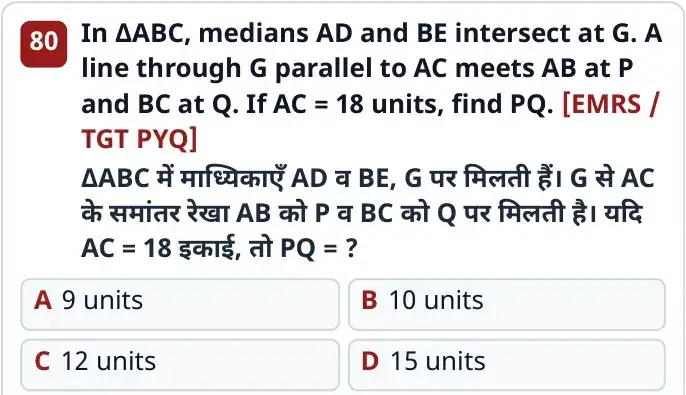 80 In ΔABC, medians AD and BE intersect at G. A
line through G parallel to AC meets AB at P
and BC at Q. If AC = 18 units, find PQ. [EMRS /
TGT PYQ]
ΔABC में माध्यिकाएँ AD व BE, G पर मिलती हैं। G से AC
के समांतर रेखा AB को P व BC को Q पर मिलती है। यदि
AC = 18 इकाई, तो PQ = ?
A 9 units
B 10 units
C 12 units
D 15 units